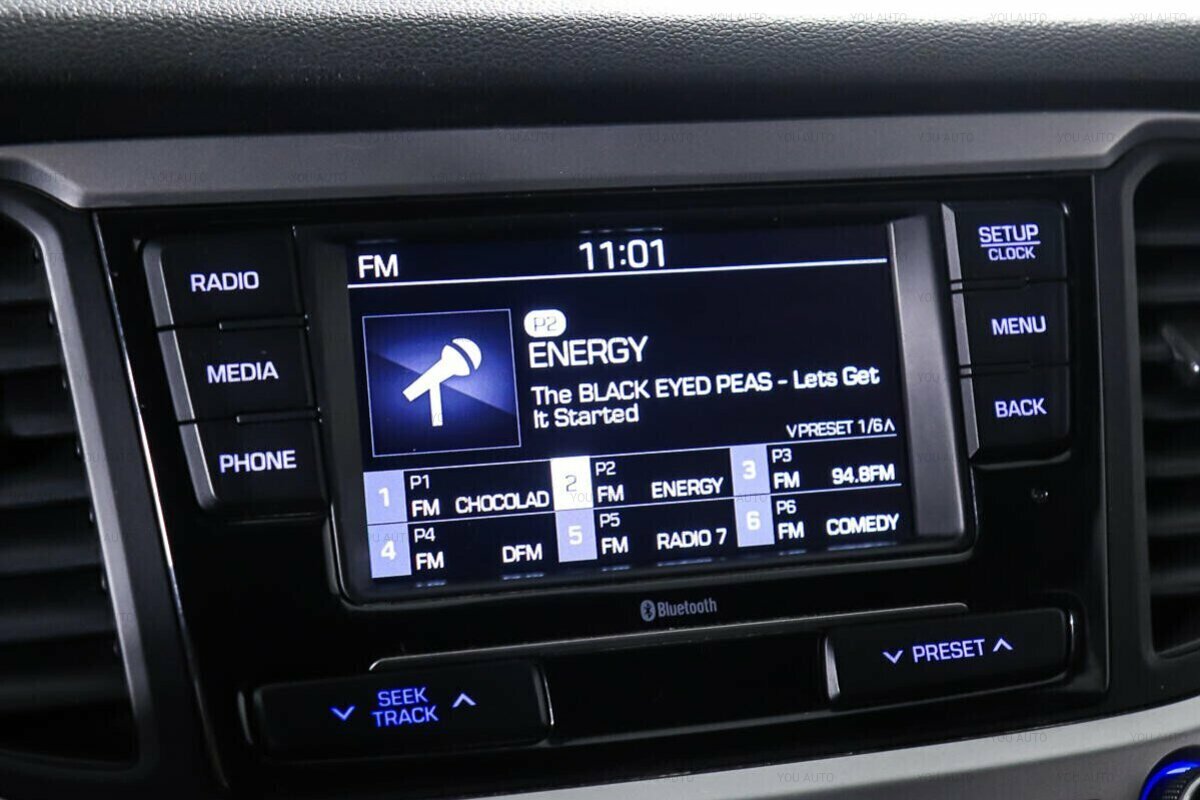 RADIO
MEDIA
PHONE
FM
11:01
P2
ENERGY
The BLACK EYED PEAS - Lets Get
It Started
∨PRESET 1/6∧
1 P1 FM CHOCOLAD
2 P2 FM ENERGY
3 P3 FM 94.8FM
4 P4 FM DFM
5 P5 FM RADIO 7
6 P6 FM COMEDY
SETUP
CLOCK
MENU
BACK
Bluetooth
SEEK
TRACK
PRESET
YOU AUTO